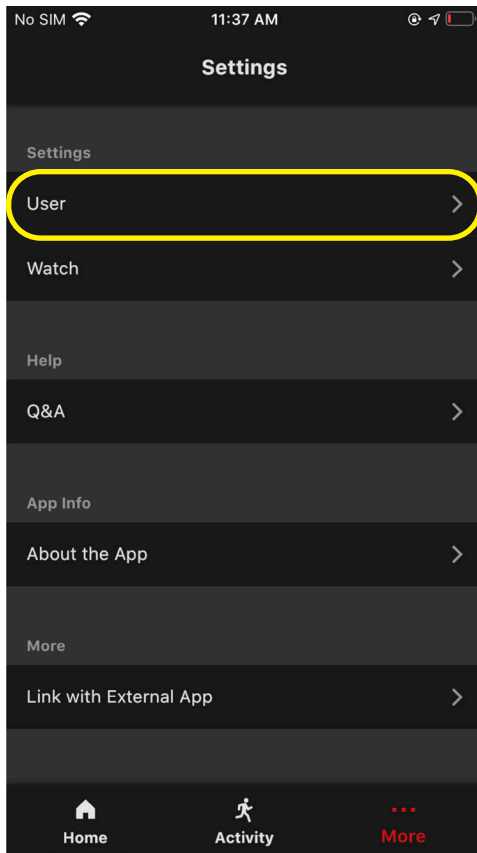 No SIM 11:37 AM
Settings
Settings
User
Watch
Help
Q&A
App Info
About the App
More
Link with External App
Home Activity More